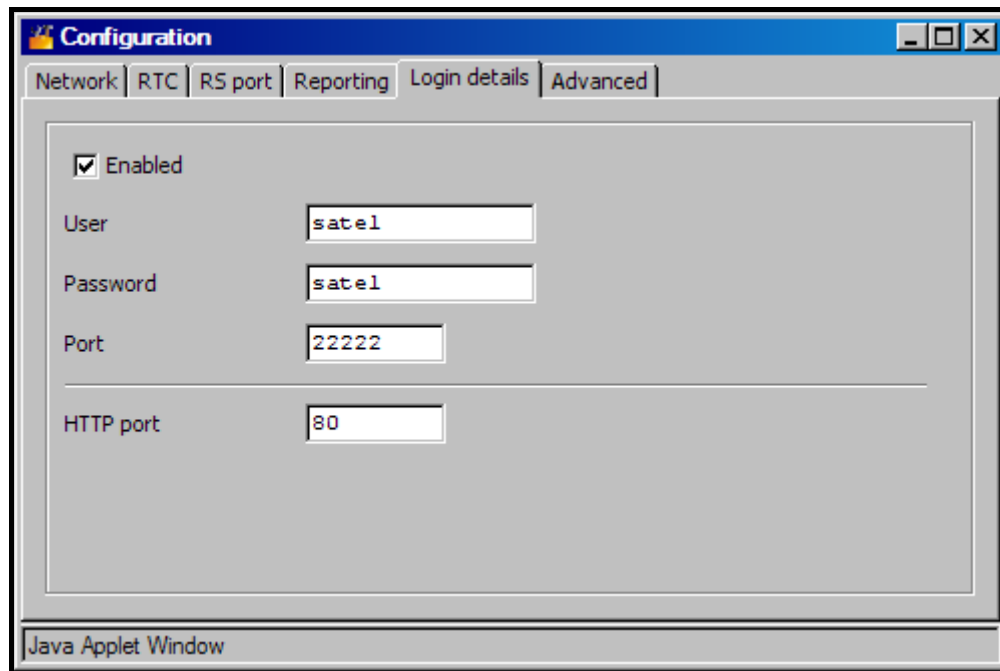 Configuration
Network RTC RS port Reporting Login details Advanced
Enabled
User satel
Password satel
Port 22222
HTTP port 80
Java Applet Window